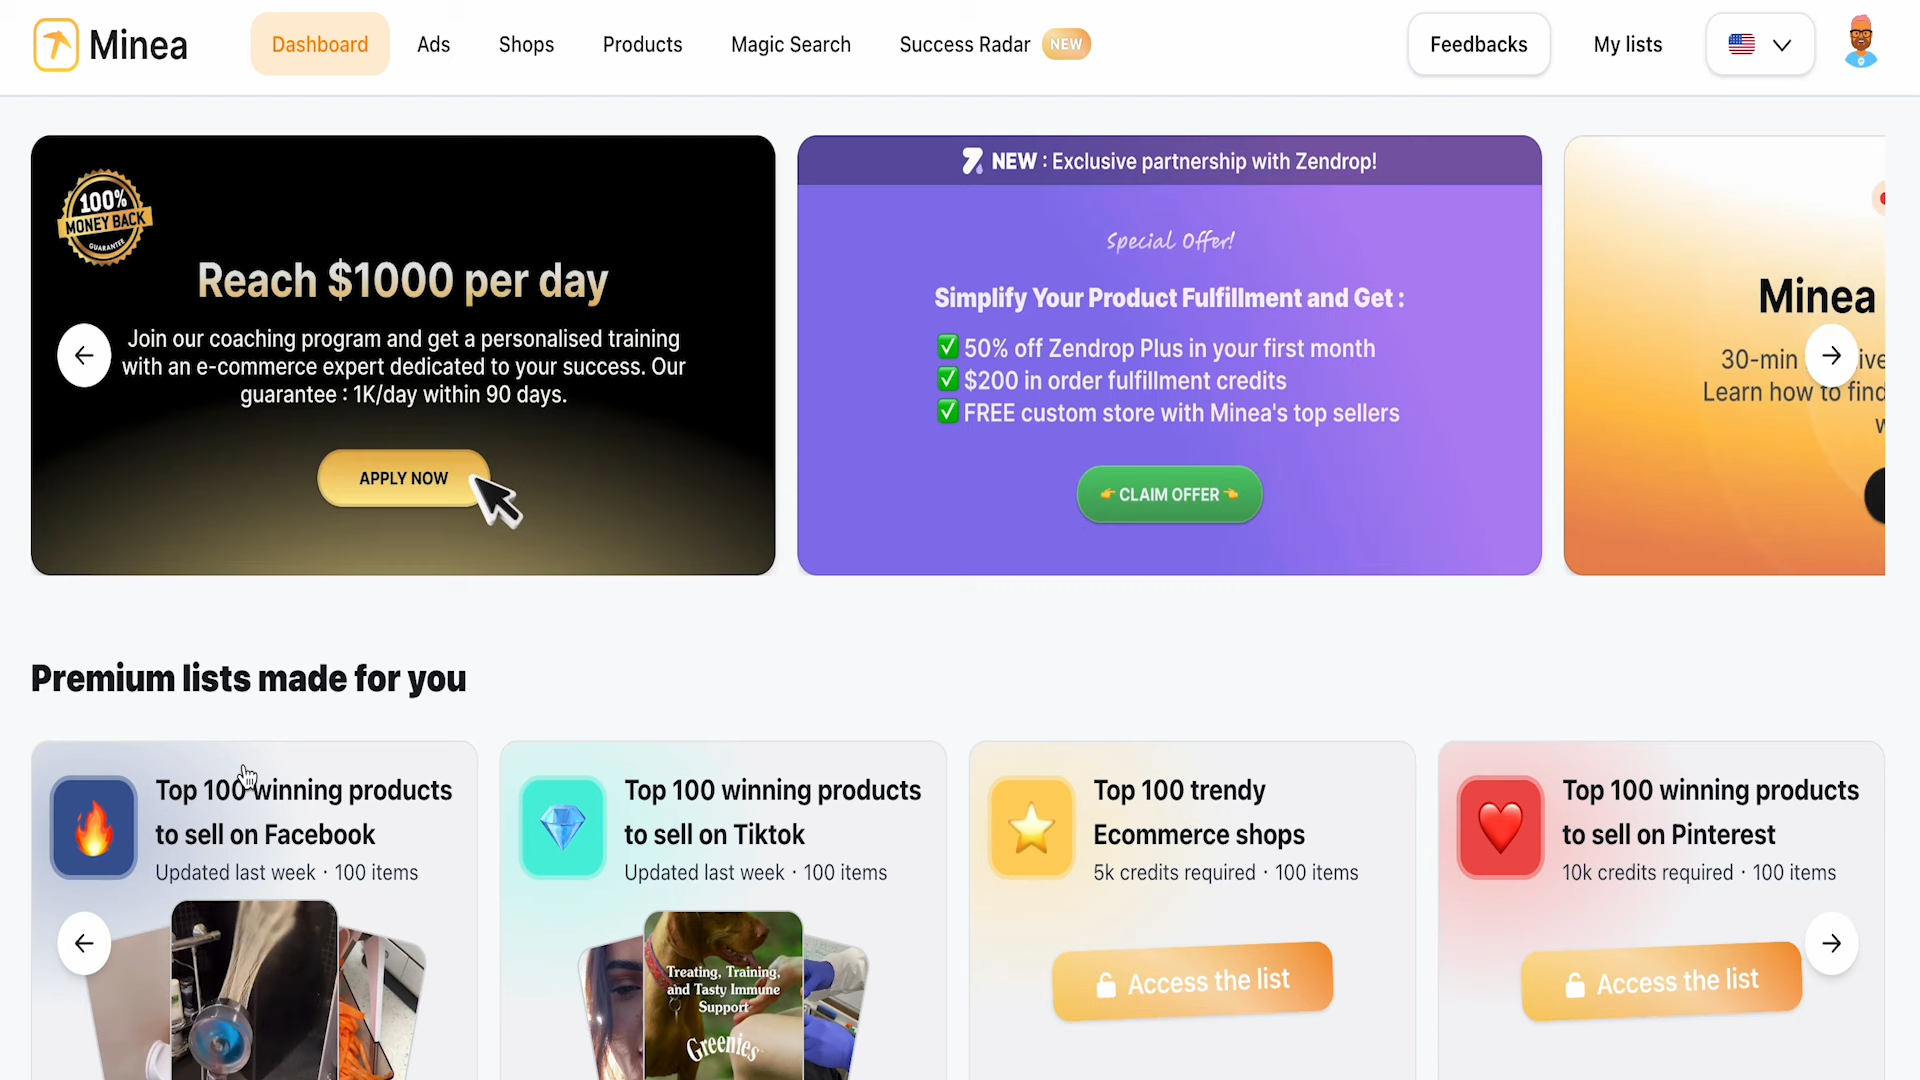 Minea
Dashboard
Ads
Shops
Products
Magic Search
Success Radar NEW
Feedbacks
My lists
100%
MONEY BACK
GUARANTEE
Reach $1000 per day
Join our coaching program and get a personalised training
with an e-commerce expert dedicated to your success. Our
guarantee : 1K/day within 90 days.
APPLY NOW
NEW : Exclusive partnership with Zendrop!
Special Offer!
Simplify Your Product Fulfillment and Get :
50% off Zendrop Plus in your first month
$200 in order fulfillment credits
FREE custom store with Minea's top sellers
CLAIM OFFER
Minea
30-min
Learn how to find
Premium lists made for you
Top 100 winning products
to sell on Facebook
Updated last week · 100 items
Top 100 winning products
to sell on Tiktok
Updated last week · 100 items
Treating, Training,
and Tasty Immune
Support
Greenies
Top 100 trendy
Ecommerce shops
5k credits required · 100 items
Access the list
Top 100 winning products
to sell on Pinterest
10k credits required · 100 items
Access the list